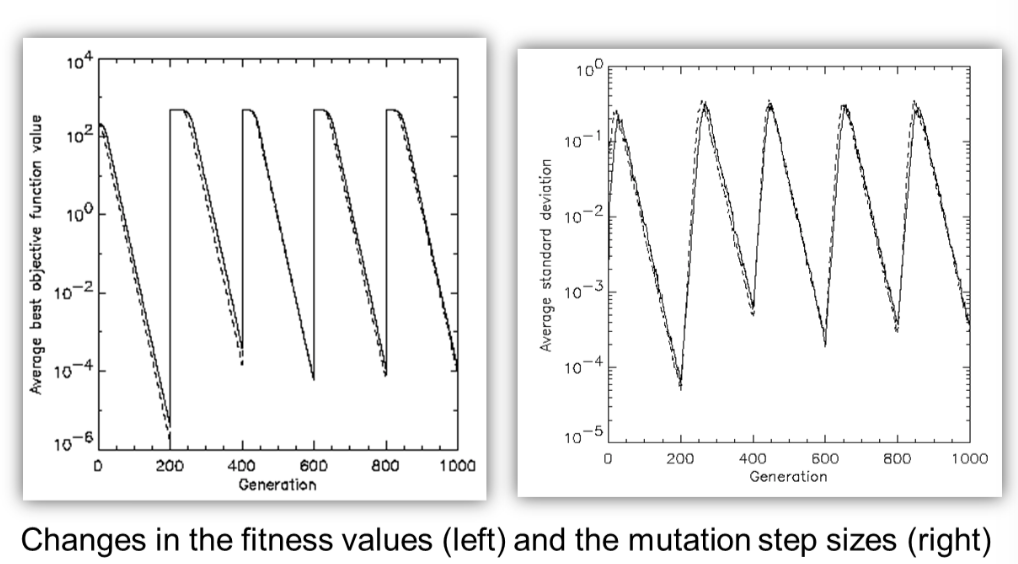 10^4
10^2
10^0
10^-2
10^-4
10^-6
Average best objective function value
0 200 400 600 800 1000
Generation
10^0
10^-1
10^-2
10^-3
10^-4
10^-5
Average standard deviation
0 200 400 600 800 1000
Generation
Changes in the fitness values (left) and the mutation step sizes (right)